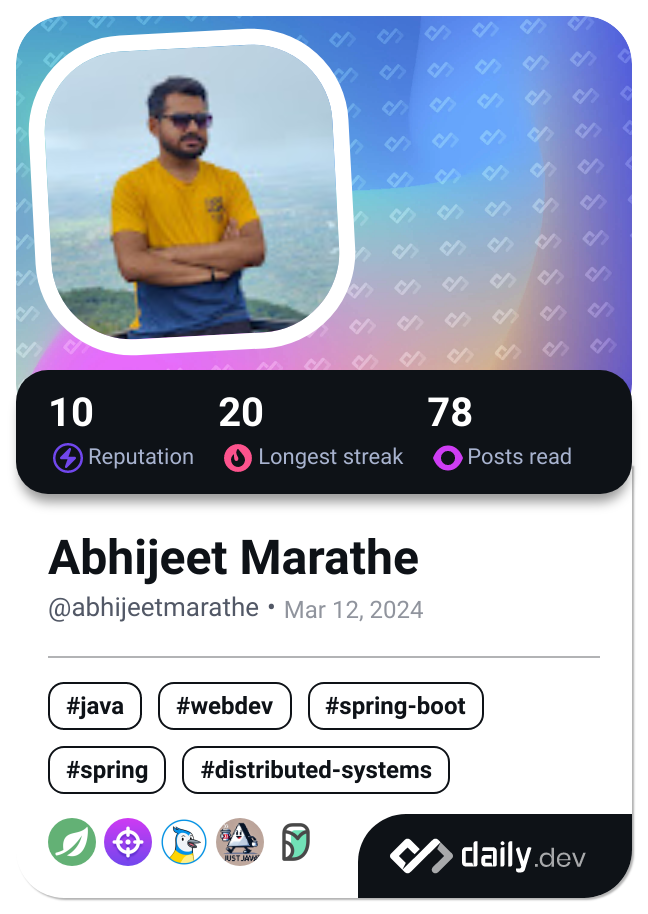 10 20 78
Reputation Longest streak Posts read
Abhijeet Marathe
@abhijeetmarathe • Mar 12, 2024
#java #webdev #spring-boot
#spring #distributed-systems
JUST JAVA
daily.dev